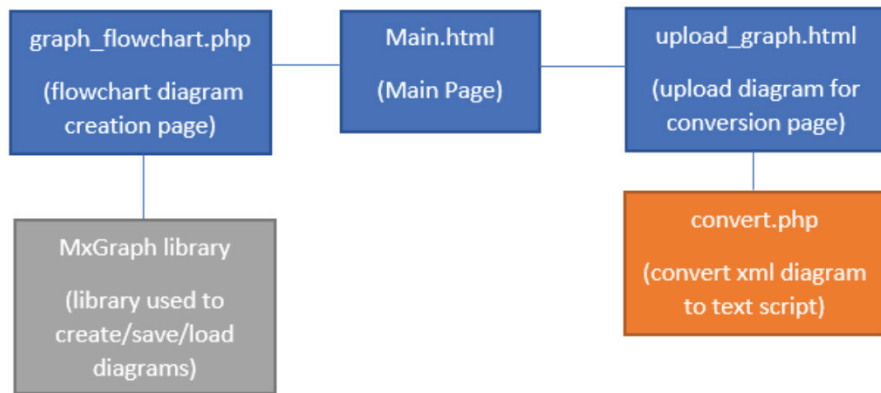 graph_flowchart.php
(flowchart diagram
creation page)
Main.html
(Main Page)
upload_graph.html
(upload diagram for
conversion page)
MxGraph library
(library used to
create/save/load
diagrams)
convert.php
(convert xml diagram
to text script)